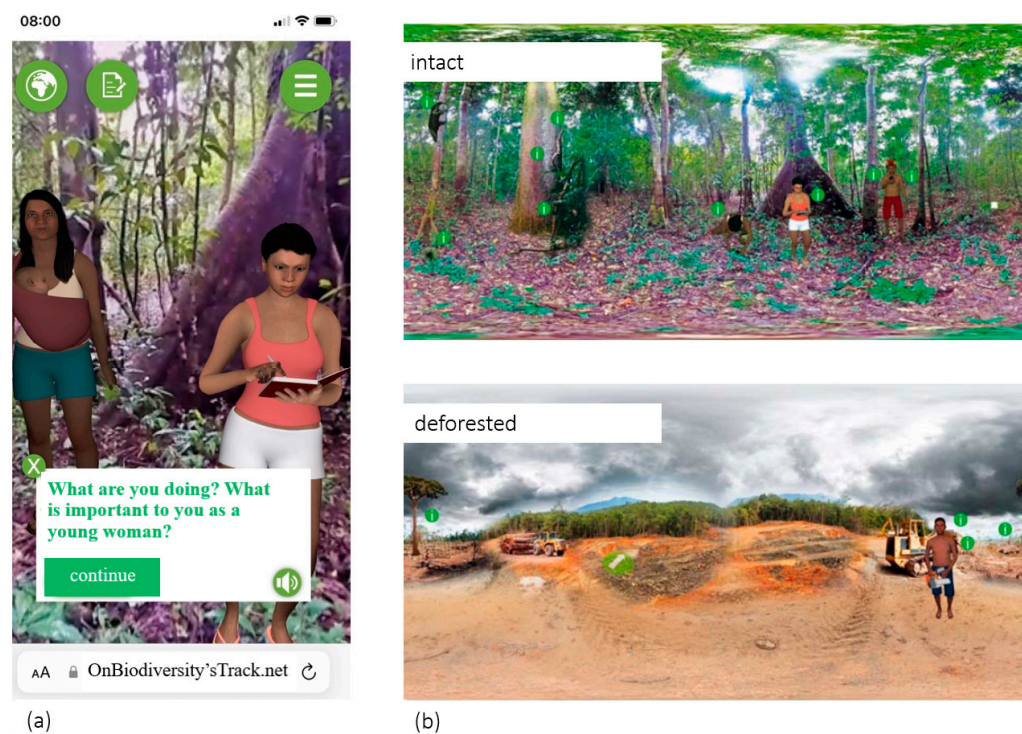 08:00
What are you doing? What
is important to you as a
young woman?
continue
AA OnBiodiversity'sTrack.net
(a)
intact
deforested
(b)